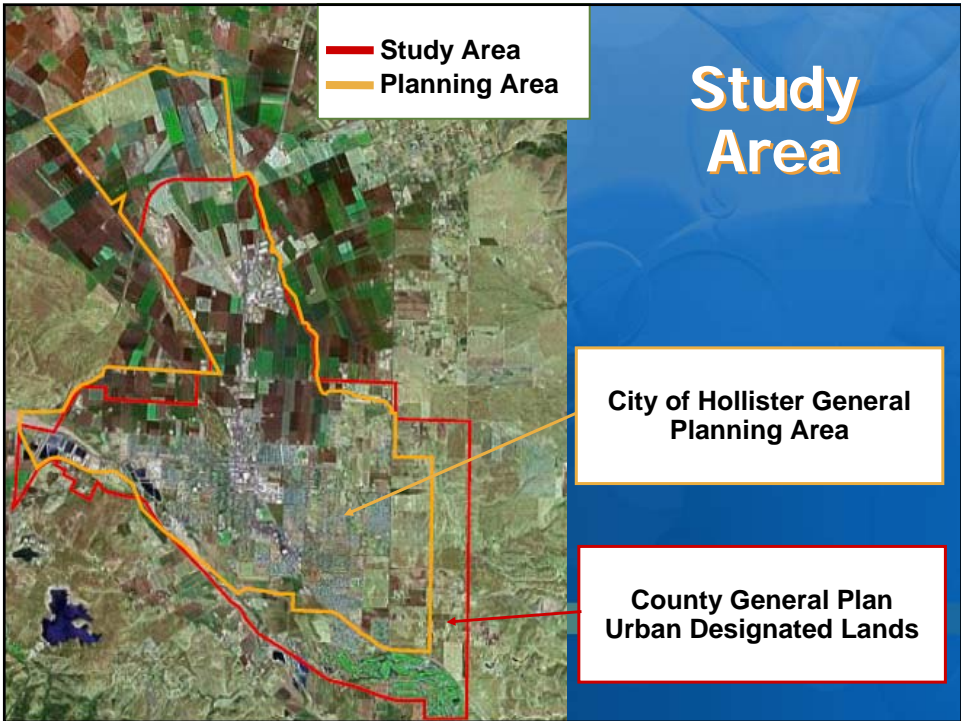 Study Area
Planning Area
Study
Area
City of Hollister General
Planning Area
County General Plan
Urban Designated Lands